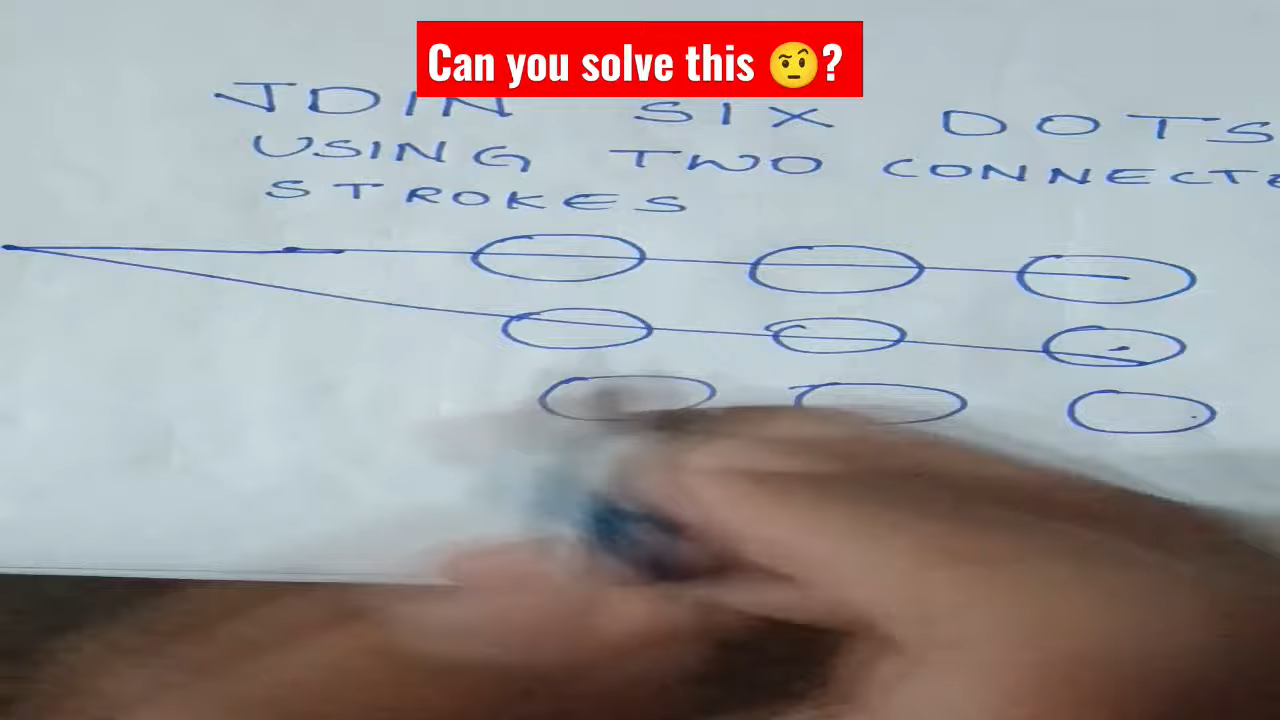 Can you solve this 🤨?
JOIN SIX DOTS
USING TWO CONNECTE
STROKES